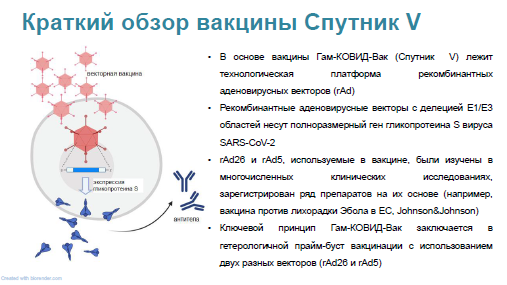 Краткий обзор вакцины Спутник V
векторная вакцина
экспрессия
гликопротеина S
антитела
• В основе вакцины Гам-КОВИД-Вак (Спутник V) лежит
технологическая платформа рекомбинантных
аденовирусных векторов (rAd)
• Рекомбинантные аденовирусные векторы с делецией E1/E3
областей несут полноразмерный ген гликопротеина S вируса
SARS-CoV-2
• rAd26 и rAd5, используемые в вакцине, были изучены в
многочисленных клинических исследованиях,
зарегистрирован ряд препаратов на их основе (например,
вакцина против лихорадки Эбола в ЕС, Johnson&Johnson)
• Ключевой принцип Гам-КОВИД-Вак заключается в
гетерологичной прайм-буст вакцинации с использованием
двух разных векторов (rAd26 и rAd5)
Created with biorender.com